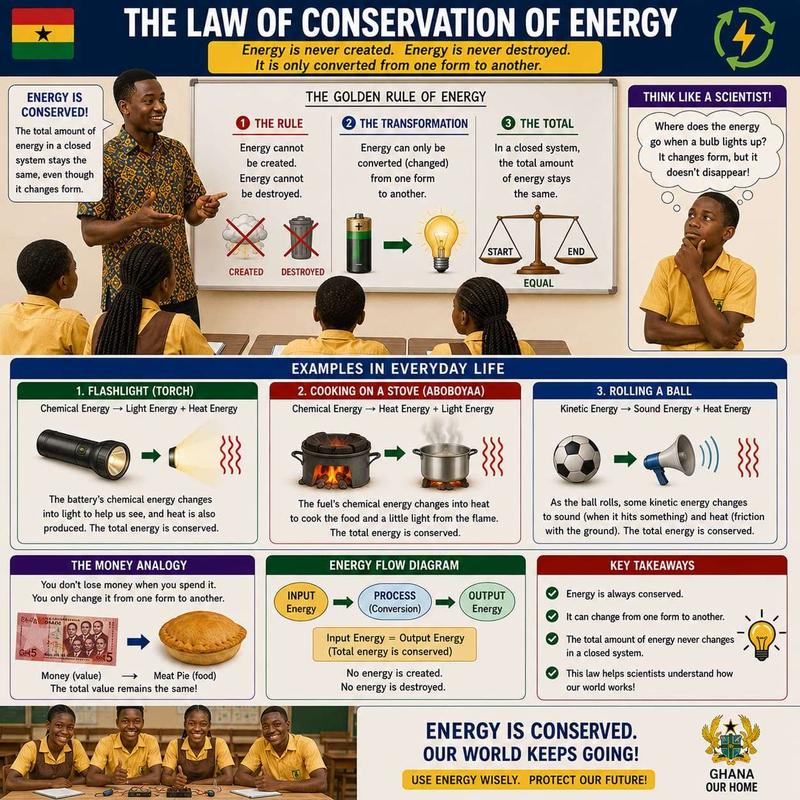 THE LAW OF CONSERVATION OF ENERGY
Energy is never created. Energy is never destroyed.
It is only converted from one form to another.
ENERGY IS
CONSERVED!
The total amount of
energy in a closed
system stays the
same, even though
it changes form.
THE GOLDEN RULE OF ENERGY
1 THE RULE
Energy cannot
be created.
Energy cannot
be destroyed.
CREATED
DESTROYED
2 THE TRANSFORMATION
Energy can only be
converted (changed)
from one form
to another.
3 THE TOTAL
In a closed system,
the total amount
of energy stays
the same.
START
END
EQUAL
THINK LIKE A SCIENTIST!
Where does the energy
go when a bulb lights up?
It changes form, but it
doesn't disappear!
EXAMPLES IN EVERYDAY LIFE
1. FLASHLIGHT (TORCH)
Chemical Energy → Light Energy + Heat Energy
The battery's chemical energy changes
into light to help us see, and heat is also
produced. The total energy is conserved.
2. COOKING ON A STOVE (ABOBOYAA)
Chemical Energy → Heat Energy + Light Energy
The fuel's chemical energy changes into heat
to cook the food and a little light from the flame.
The total energy is conserved.
3. ROLLING A BALL
Kinetic Energy → Sound Energy + Heat Energy
As the ball rolls, some kinetic energy changes
to sound (when it hits something) and heat (friction
with the ground). The total energy is conserved.
THE MONEY ANALOGY
You don't lose money when you spend it.
You only change it from one form to another.
GH5
Money (value) → Meat Pie (food)
The total value remains the same!
ENERGY FLOW DIAGRAM
INPUT
Energy
PROCESS
(Conversion)
OUTPUT
Energy
Input Energy = Output Energy
(Total energy is conserved)
No energy is created.
No energy is destroyed.
KEY TAKEAWAYS
Energy is always conserved.
It can change from one form to another.
The total amount of energy never changes
in a closed system.
This law helps scientists understand how
our world works!
ENERGY IS CONSERVED.
OUR WORLD KEEPS GOING!
USE ENERGY WISELY. PROTECT OUR FUTURE!
GHANA
OUR HOME